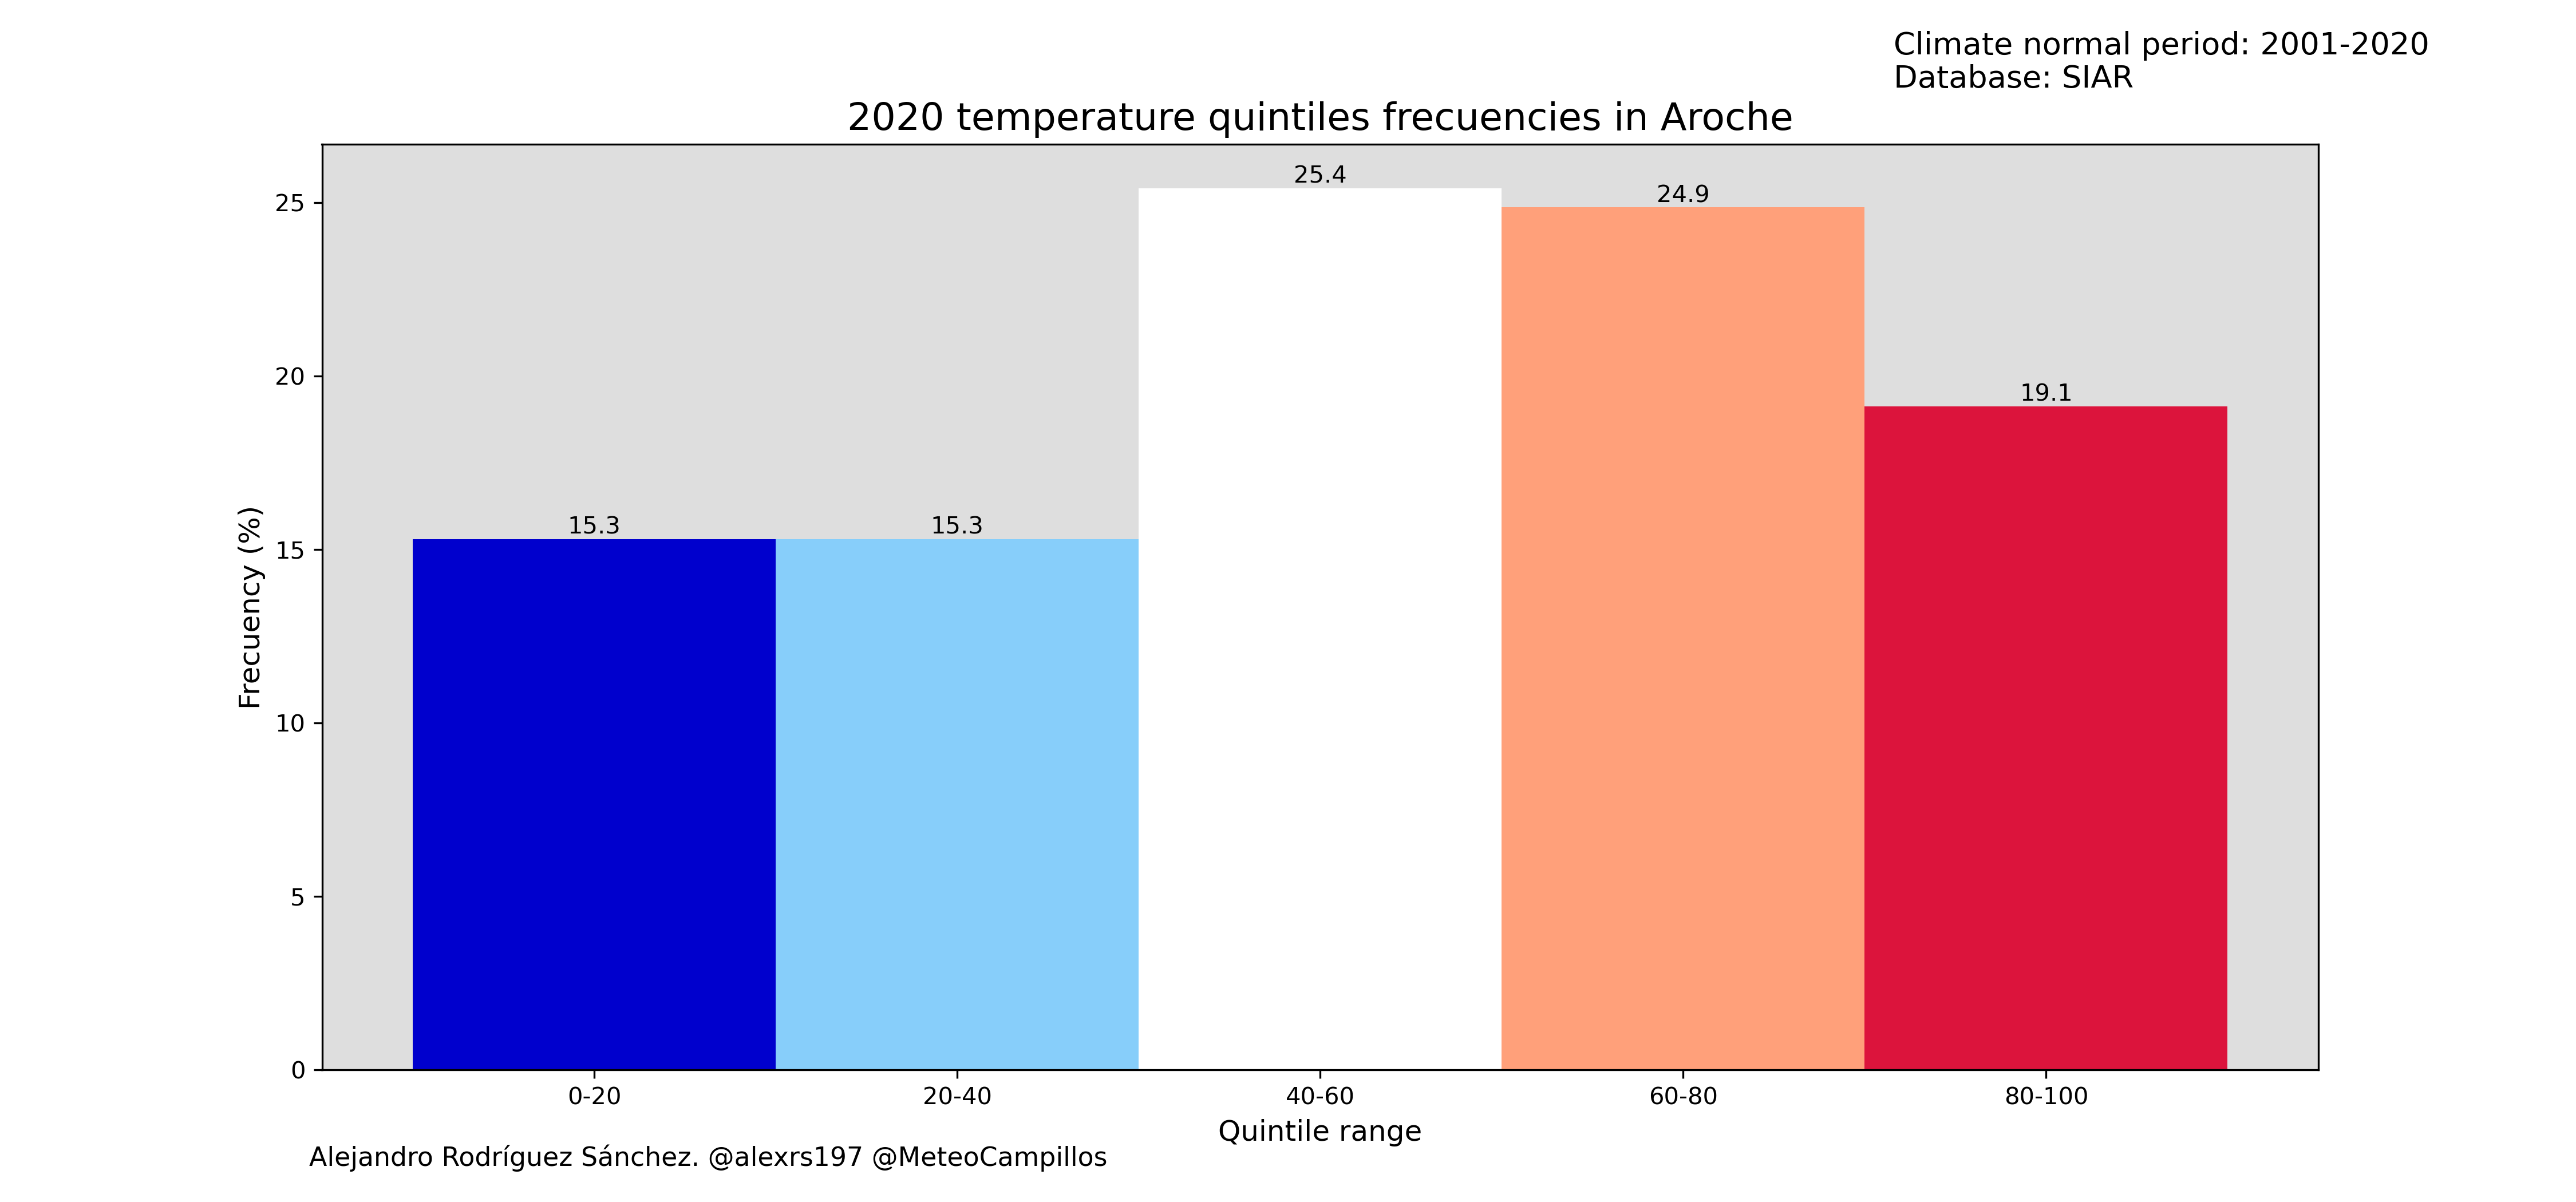 Climate normal period: 2001-2020
Database: SIAR
2020 temperature quintiles frecuencies in Aroche
Frecuency (%)
25
20
15
10
5
0
15.3
15.3
25.4
24.9
19.1
0-20
20-40
40-60
60-80
80-100
Quintile range
Alejandro Rodríguez Sánchez. @alexrs197 @MeteoCampillos